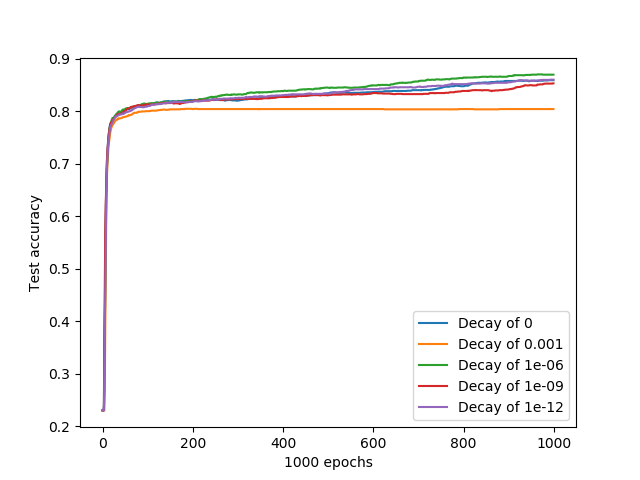 0.9
0.8
0.7
0.6
0.5
0.4
0.3
0.2
Test accuracy
0 200 400 600 800 1000
1000 epochs
Decay of 0
Decay of 0.001
Decay of 1e-06
Decay of 1e-09
Decay of 1e-12